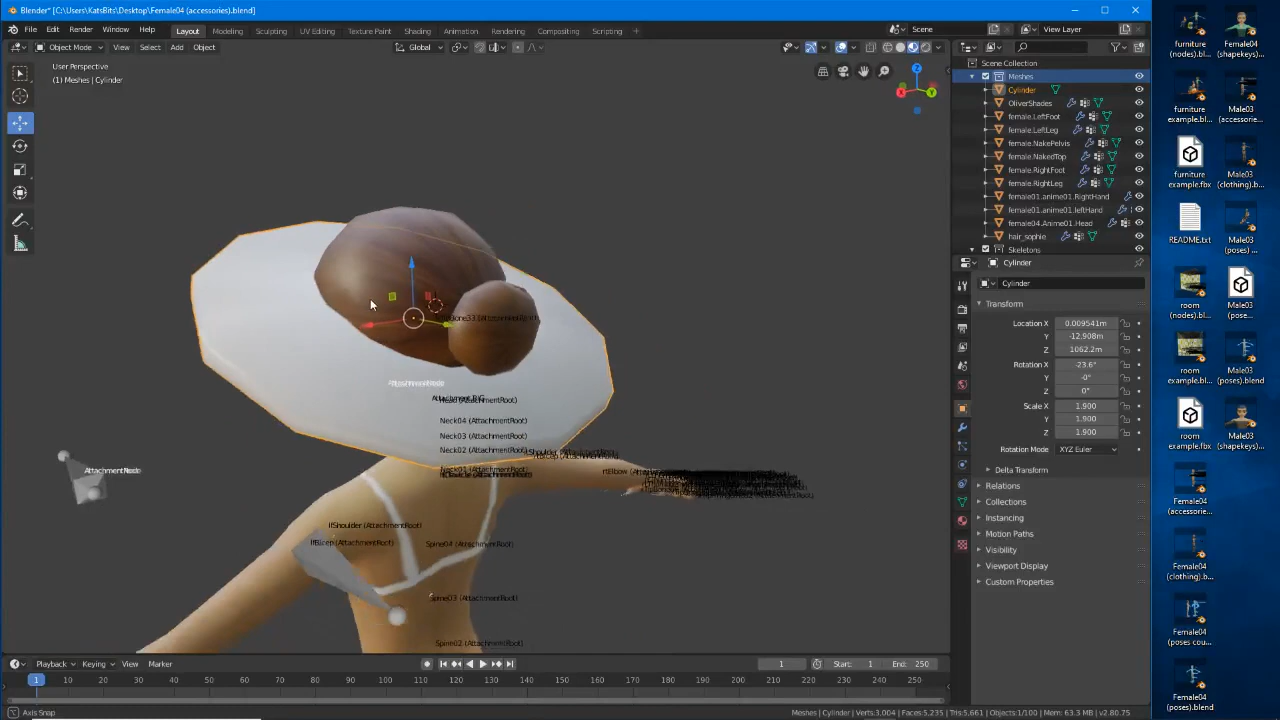 Blender* [C:\Users\KatsBits\Desktop\Female04 (accessories).blend]
File Edit Render Window Help Layout Modeling Sculpting UV Editing Texture Paint Shading Animation Rendering Compositing Scripting + Scene View Layer
Object Mode View Select Add Object Global
User Perspective
(1) Meshes | Cylinder
Scene Collection
Meshes
Cylinder
OliverShades
female.LeftFoot
female.LeftLeg
female.NakePelvis
female.NakedTop
female.RightFoot
female.RightLeg
female01.anime01.RightHand
female01.anime01.leftHand
female04.Anime01.Head
hair_sophie
Skeletons
Cylinder
Cylinder
Transform
Location X 0.009541m
Y -12.908m
Z 1062.2m
Rotation X -23.6°
Y -0°
Z 0°
Scale X 1.900
Y 1.900
Z 1.900
Rotation Mode XYZ Euler
Delta Transform
Relations
Collections
Instancing
Motion Paths
Visibility
Viewport Display
Custom Properties
Head (AttachmentRoot)
Neck04 (AttachmentRoot)
Neck03 (AttachmentRoot)
Neck02 (AttachmentRoot)
lfShoulder (AttachmentRoot)
lfBicep (AttachmentRoot)
Spine04 (AttachmentRoot)
Spine03 (AttachmentRoot)
Spine02 (AttachmentRoot)
Playback Keying View Marker 1 Start: 1 End: 250
1 10 20 30 40 50 60 70 80 90 100 110 120 130 140 150 160 170 180 190 200 210 220 230 240 250
Axis Snap
Meshes | Cylinder | Verts:3,004 | Faces:5,235 | Tris:5,661 | Objects:1/100 | Mem: 63.3 MB | v2.80.75
furniture
(nodes).bl...
Female04
(shapekeys)...
furniture
example.bl...
Male03
(accessorie...
furniture
example.fbx
Male03
(clothing).b...
README.txt
Male03
(poses) ...
room
(nodes).bl...
Male03
(pose...
room
example.bl...
Male03
(poses).blend
room
example.fbx
Male03
(shapekeys)...
Female04
(accessorie...
Female04
(clothing).b...
Female04
(poses cou...
Female04
(poses).blend